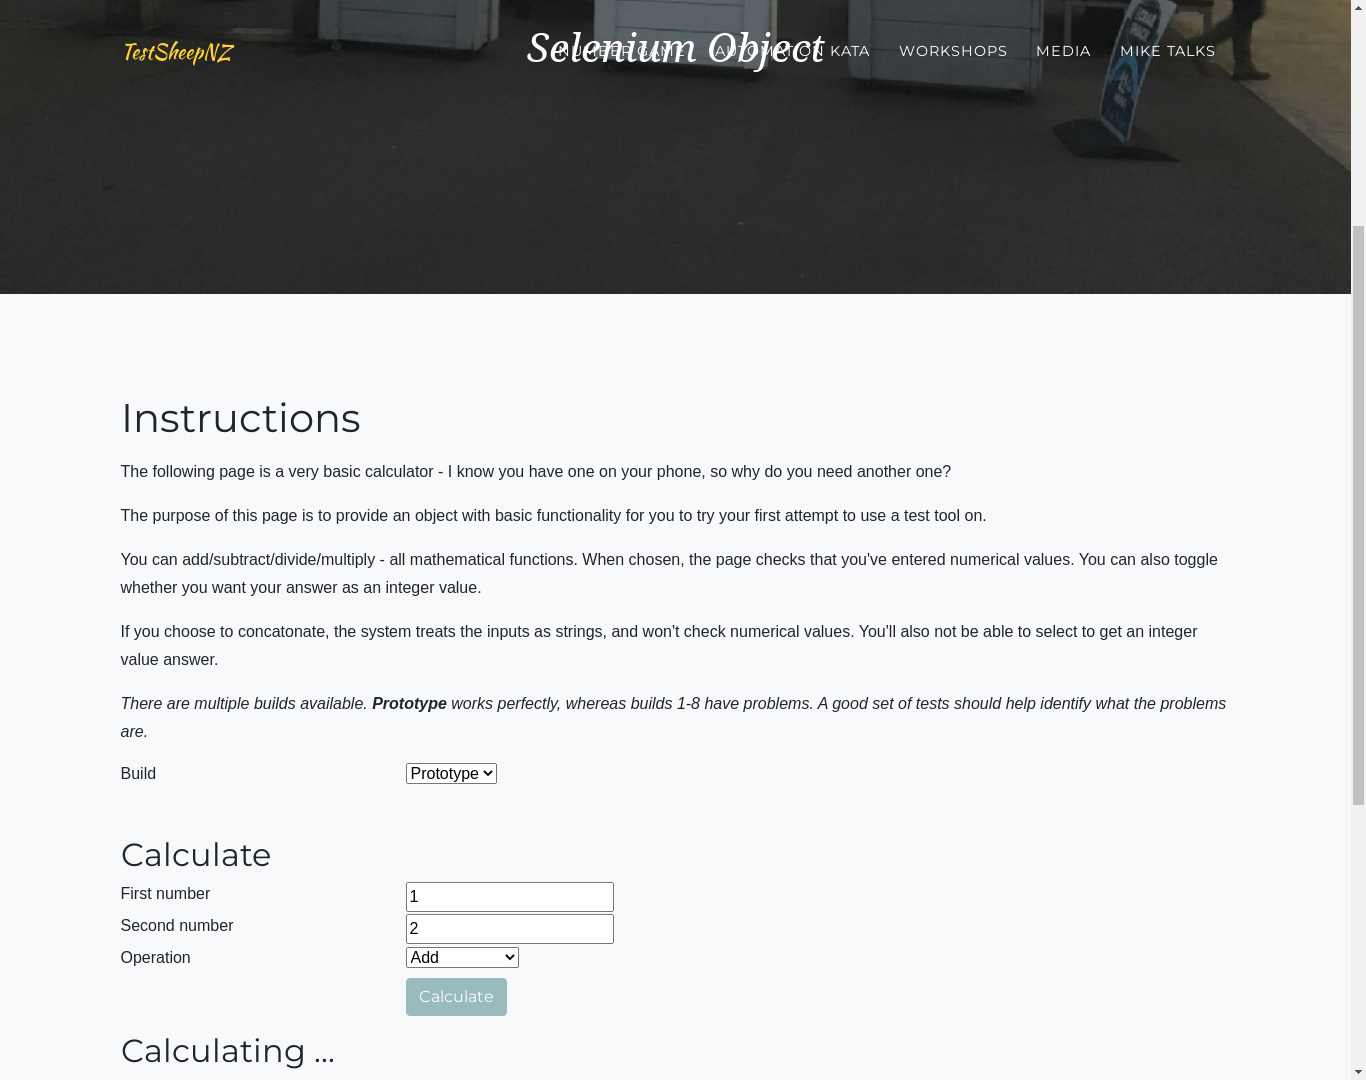 TestSheepNZ
Selenium Object
NUMBER GAME
AUTOMATION KATA
WORKSHOPS
MEDIA
MIKE TALKS
Instructions
The following page is a very basic calculator - I know you have one on your phone, so why do you need another one?
The purpose of this page is to provide an object with basic functionality for you to try your first attempt to use a test tool on.
You can add/subtract/divide/multiply - all mathematical functions. When chosen, the page checks that you've entered numerical values. You can also toggle
whether you want your answer as an integer value.
If you choose to concatonate, the system treats the inputs as strings, and won't check numerical values. You'll also not be able to select to get an integer
value answer.
There are multiple builds available. Prototype works perfectly, whereas builds 1-8 have problems. A good set of tests should help identify what the problems
are.
Build
Prototype
Calculate
First number
1
Second number
2
Operation
Add
Calculate
Calculating ...